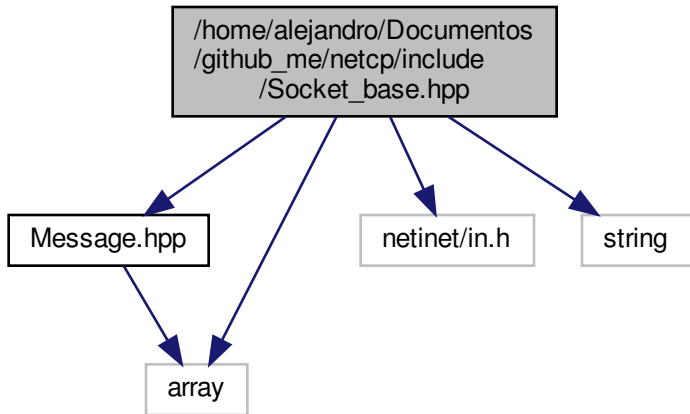 /home/alejandro/Documentos
/github_me/netcp/include
/Socket_base.hpp
Message.hpp
netinet/in.h
string
array